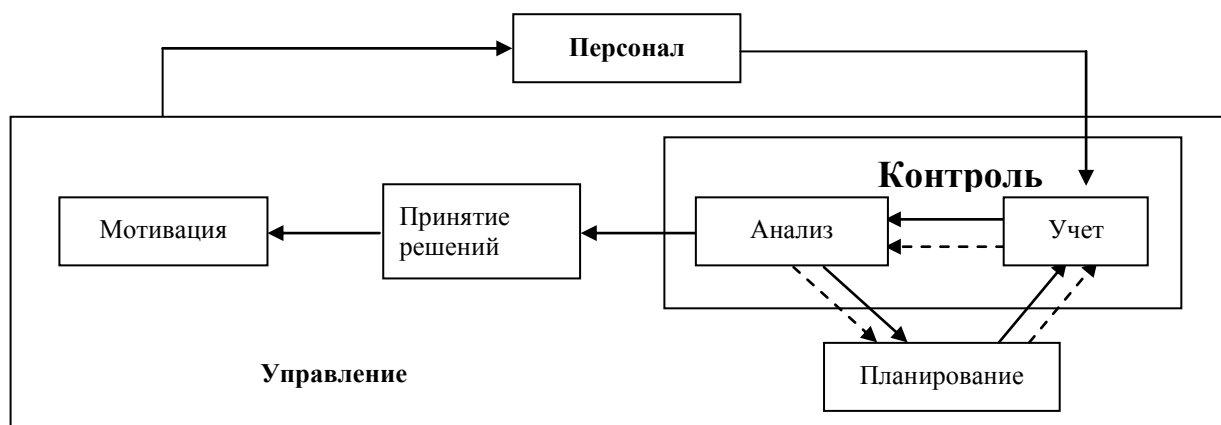 Персонал
Контроль
Мотивация
Принятие
решений
Анализ
Учет
Управление
Планирование